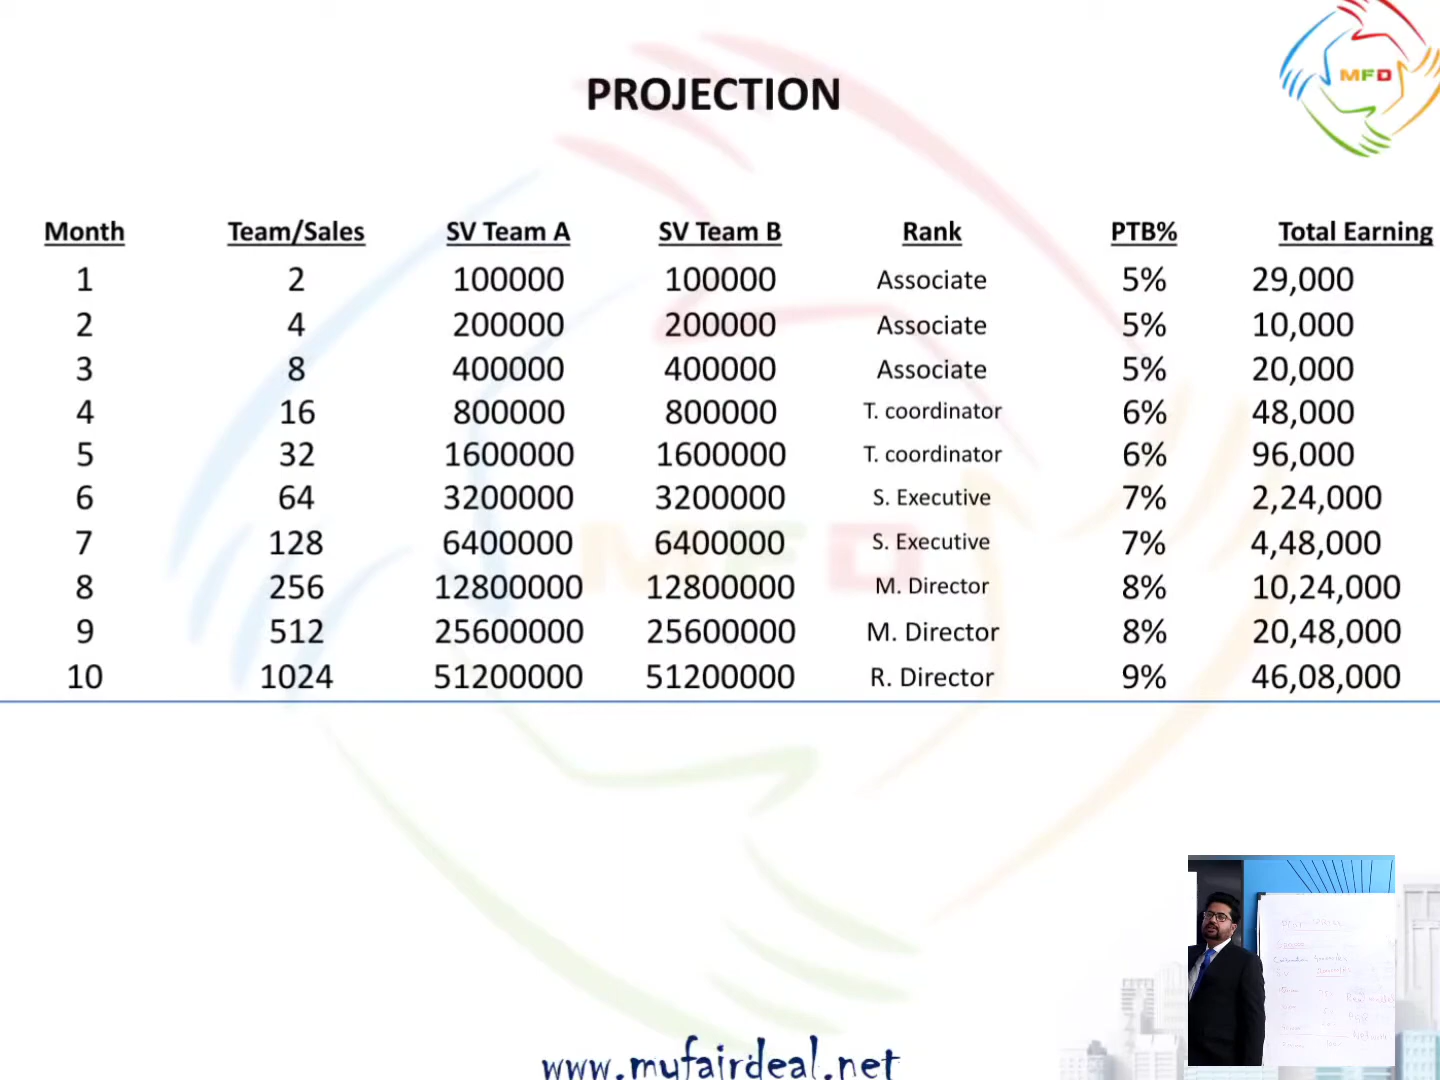 MFD
PROJECTION
Month Team/Sales SV Team A SV Team B Rank PTB% Total Earning
1 2 100000 100000 Associate 5% 29,000
2 4 200000 200000 Associate 5% 10,000
3 8 400000 400000 Associate 5% 20,000
4 16 800000 800000 T. coordinator 6% 48,000
5 32 1600000 1600000 T. coordinator 6% 96,000
6 64 3200000 3200000 S. Executive 7% 2,24,000
7 128 6400000 6400000 S. Executive 7% 4,48,000
MFD
8 256 12800000 12800000 M. Director 8% 10,24,000
9 512 25600000 25600000 M. Director 8% 20,48,000
10 1024 51200000 51200000 R. Director 9% 46,08,000
www.mufairdeal.net